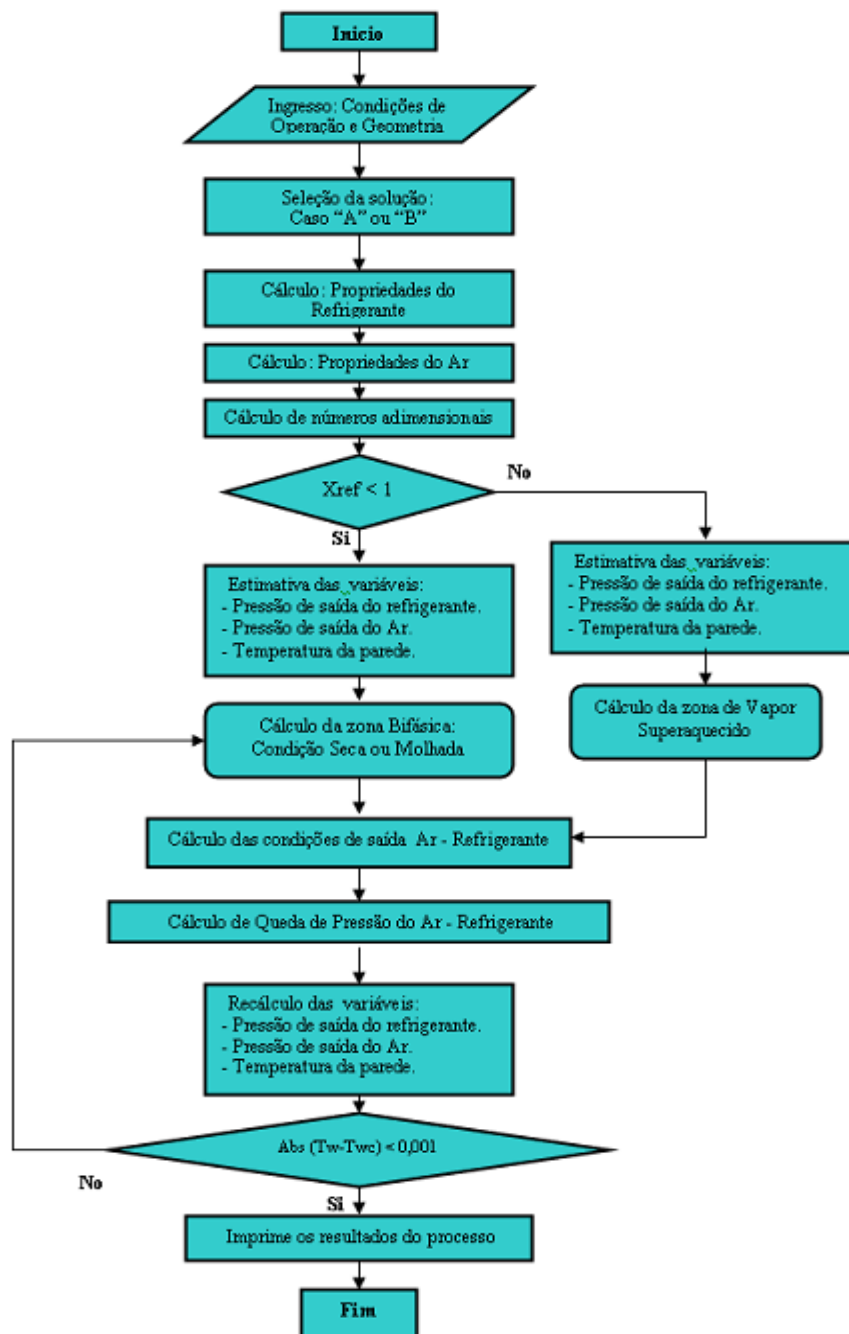 Inicio
Ingresso: Condições de
Operação e Geometria
Seleção da solução:
Caso “A” ou “B”
Cálculo: Propriedades do
Refrigerante
Cálculo: Propriedades do Ar
Cálculo de números adimensionais
Xref < 1
No
Si
Estimativa das variáveis:
- Pressão de saída do refrigerante.
- Pressão de saída do Ar.
- Temperatura da parede.
Estimativa das variáveis:
- Pressão de saída do refrigerante.
- Pressão de saída do Ar.
- Temperatura da parede.
Cálculo da zona Bifásica:
Condição Seca ou Molhada
Cálculo da zona de Vapor
Superaquecido
Cálculo das condições de saída Ar - Refrigerante
Cálculo de Queda de Pressão do Ar - Refrigerante
Recálculo das variáveis:
- Pressão de saída do refrigerante.
- Pressão de saída do Ar.
- Temperatura da parede.
Abs (Tw-Twc) < 0,001
No
Si
Imprime os resultados do processo
Fim